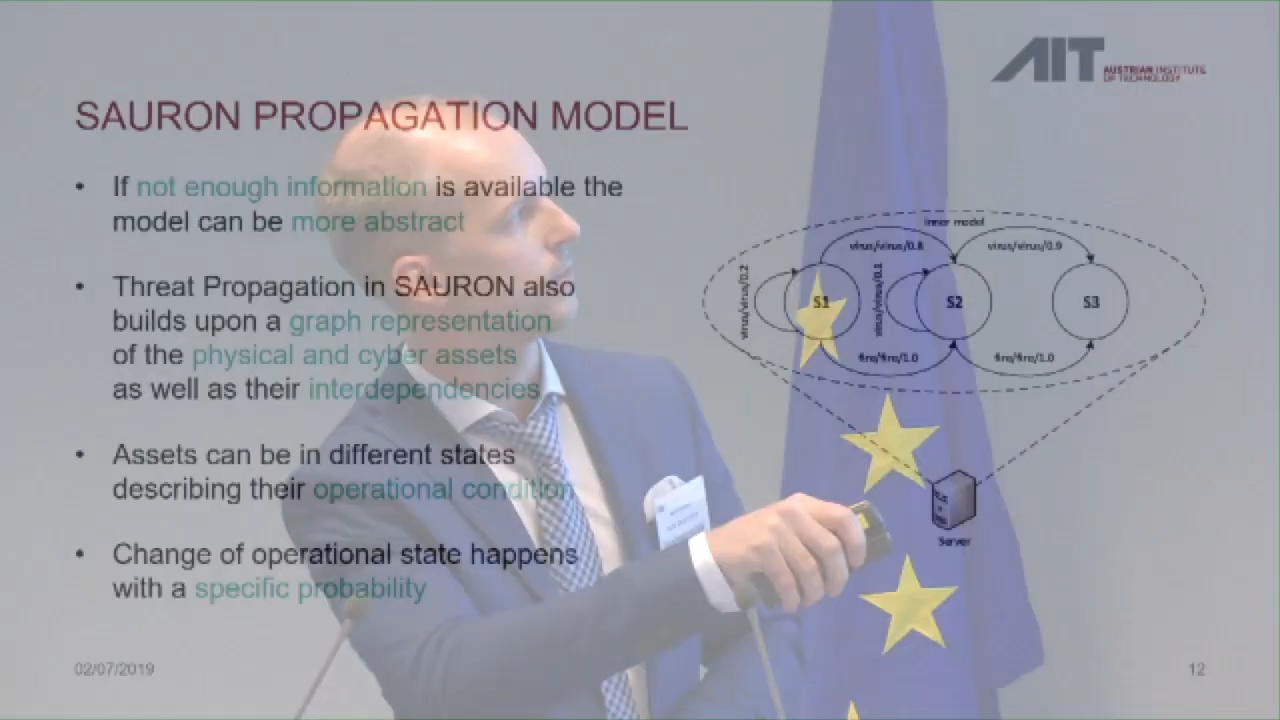 AIT
AUSTRIAN INSTITUTE
OF TECHNOLOGY
SAURON PROPAGATION MODEL
• If not enough information is available the
model can be more abstract
• Threat Propagation in SAURON also
builds upon a graph representation
of the physical and cyber assets
as well as their interdependencies
• Assets can be in different states
describing their operational condition
• Change of operational state happens
with a specific probability
inner model
virus/virus/0.8
virus/virus/0.9
virus/virus/0.2
S1
virus/virus/0.1
S2
S3
fire/fire/1.0
fire/fire/1.0
Server
02/07/2019
12